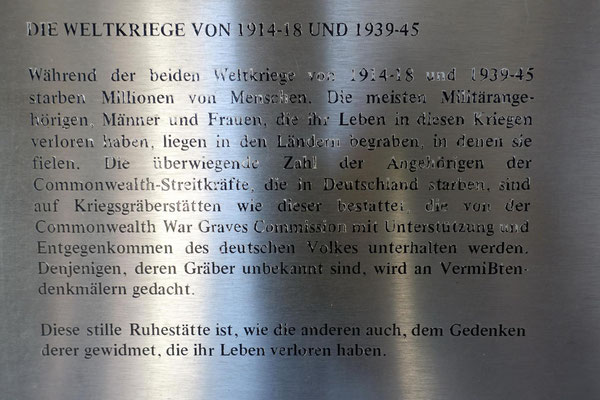 DIE WELTKRIEGE VON 1914-18 UND 1939-45
Während der beiden Weltkriege von 1914-18 und 1939-45
starben Millionen von Menschen. Die meisten Militärange-
hörigen, Männer und Frauen, die ihr Leben in diesen Kriegen
verloren haben, liegen in den Ländern begraben, in denen sie
fielen. Die überwiegende Zahl der Angehörigen der
Commonwealth-Streitkräfte, die in Deutschland starben, sind
auf Kriegsgräberstätten wie dieser bestattet, die von der
Commonwealth War Graves Commission mit Unterstützung und
Entgegenkommen des deutschen Volkes unterhalten werden.
Denjenigen, deren Gräber unbekannt sind, wird an VermiBten-
denkmälern gedacht.
Diese stille Ruhestätte ist, wie die anderen auch, dem Gedenken
derer gewidmet, die ihr Leben verloren haben.